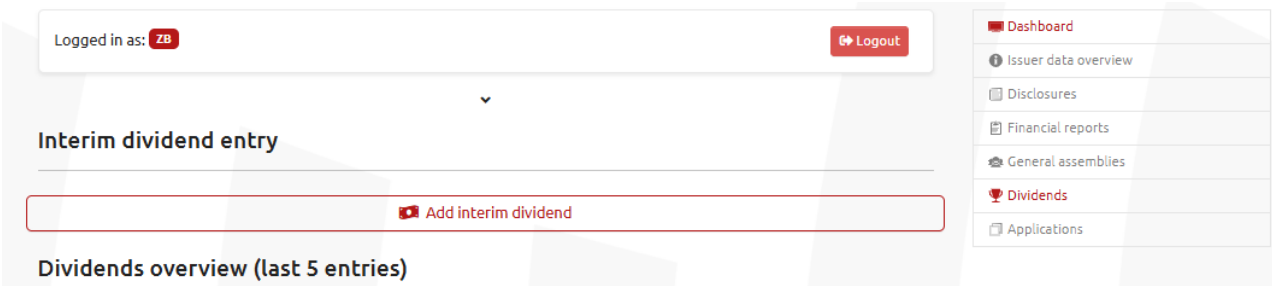 Logged in as: ZB
Logout
Interim dividend entry
Add interim dividend
Dividends overview (last 5 entries)
Dashboard
Issuer data overview
Disclosures
Financial reports
General assemblies
Dividends
Applications